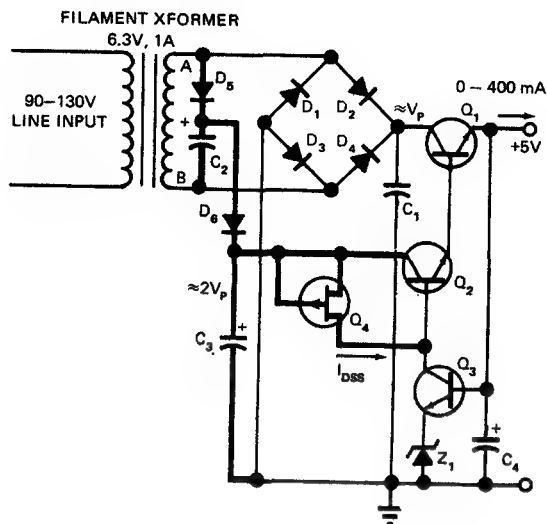 FILAMENT XFORMER
6.3V, 1A
90–130V
LINE INPUT
A
D5
+
C2
B
D6
D1
D2
D3
D4
≈VP
0 – 400 mA
Q1
+5V
C1
≈2VP
C3
+
Q4
IDSS
Q2
Q3
Z1
+
C4